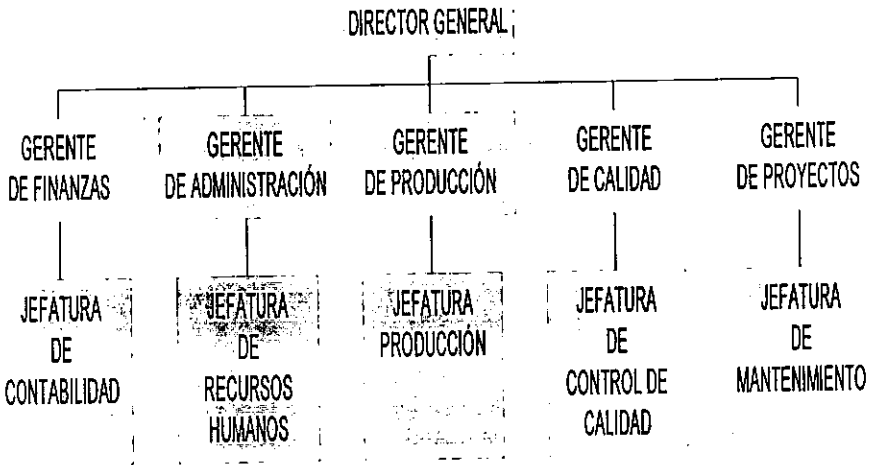 DIRECTOR GENERAL
GERENTE
DE FINANZAS
GERENTE
DE ADMINISTRACIÓN
GERENTE
DE PRODUCCIÓN
GERENTE
DE CALIDAD
GERENTE
DE PROYECTOS
JEFATURA
DE
CONTABILIDAD
JEFATURA
DE
RECURSOS
HUMANOS
JEFATURA
PRODUCCIÓN
JEFATURA
DE
CONTROL DE
CALIDAD
JEFATURA
DE
MANTENIMIENTO